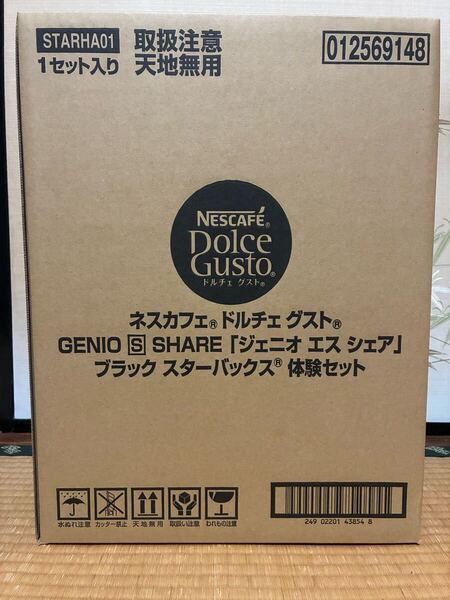 STARHA01 取扱注意 012569148
1セット入り 天地無用
NESCAFÉ®
Dolce
Gusto®
ドルチェ グスト®
ネスカフェ® ドルチェ グスト®
GENIO S SHARE 「ジェニオ エス シェア」
ブラック スターバックス® 体験セット
水ぬれ注意 カッター禁止 天地無用 取扱い注意 われもの注意
249 02201 43854 8